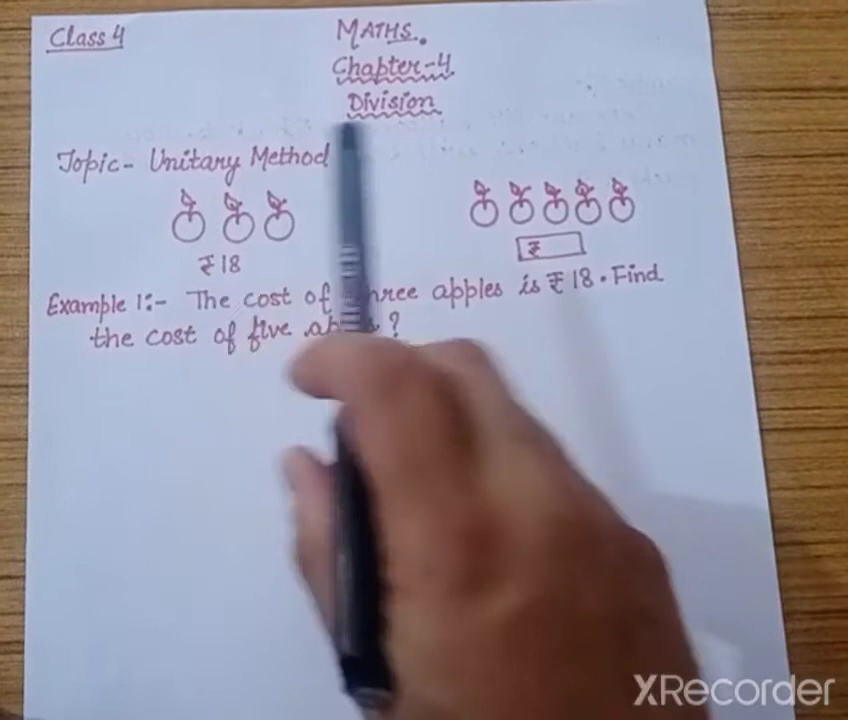 Class 4
MATHS.
Chapter-4
Division
Topic- Unitary Method
₹18
₹
Example 1:- The cost of three apples is ₹18. Find
the cost of five ?
XRecorder